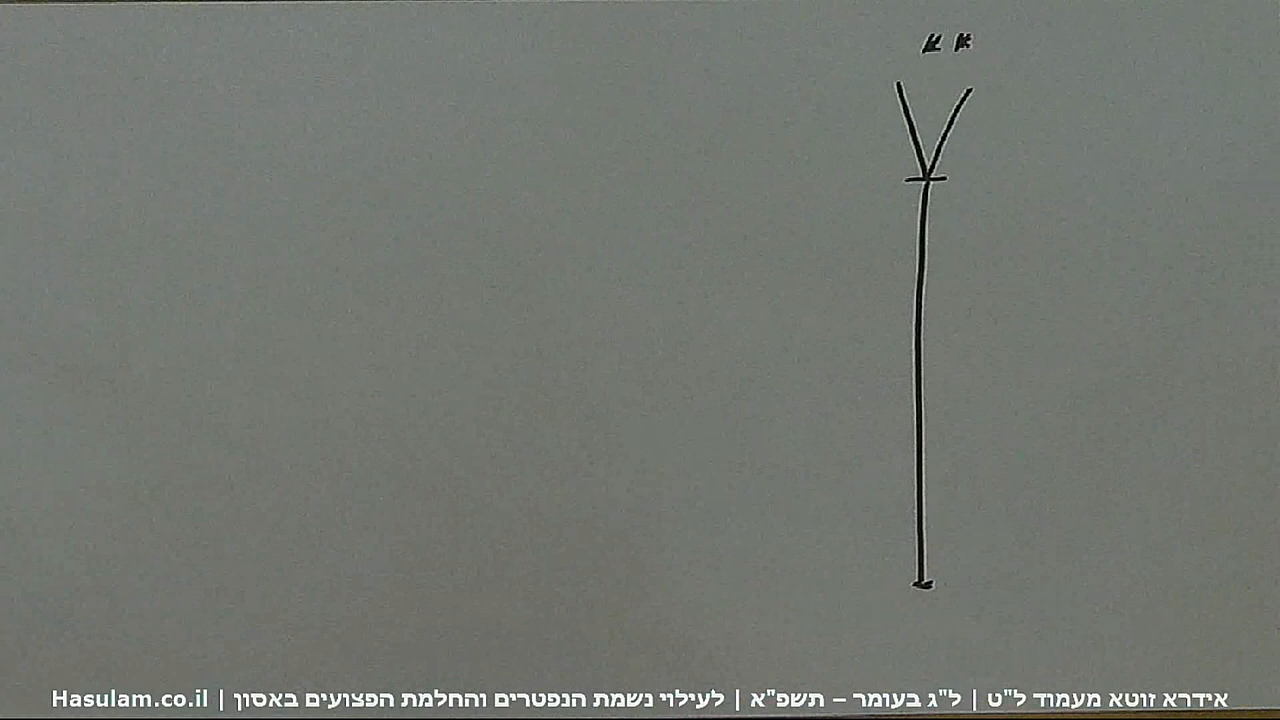 אידרא זוטא מעמוד ל"ט | ל"ג בעומר – תשפ"א | לעילוי נשמת הנפטרים והחלמת הפצועים באסון | Hasulam.co.il